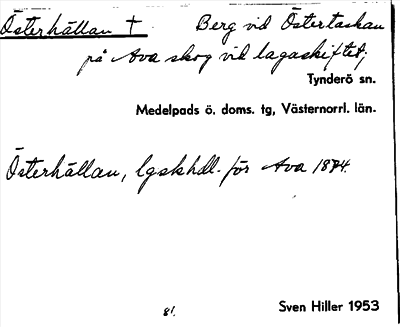 Österhällan † Berg vid Östertaskan
på Ava skog vid lagaskiftet;
Tynderö sn.
Medelpads ö. doms. tg, Västernorrl. län.
Österhällan, lgskhdl. för Ava 1874.
81.
Sven Hiller 1953